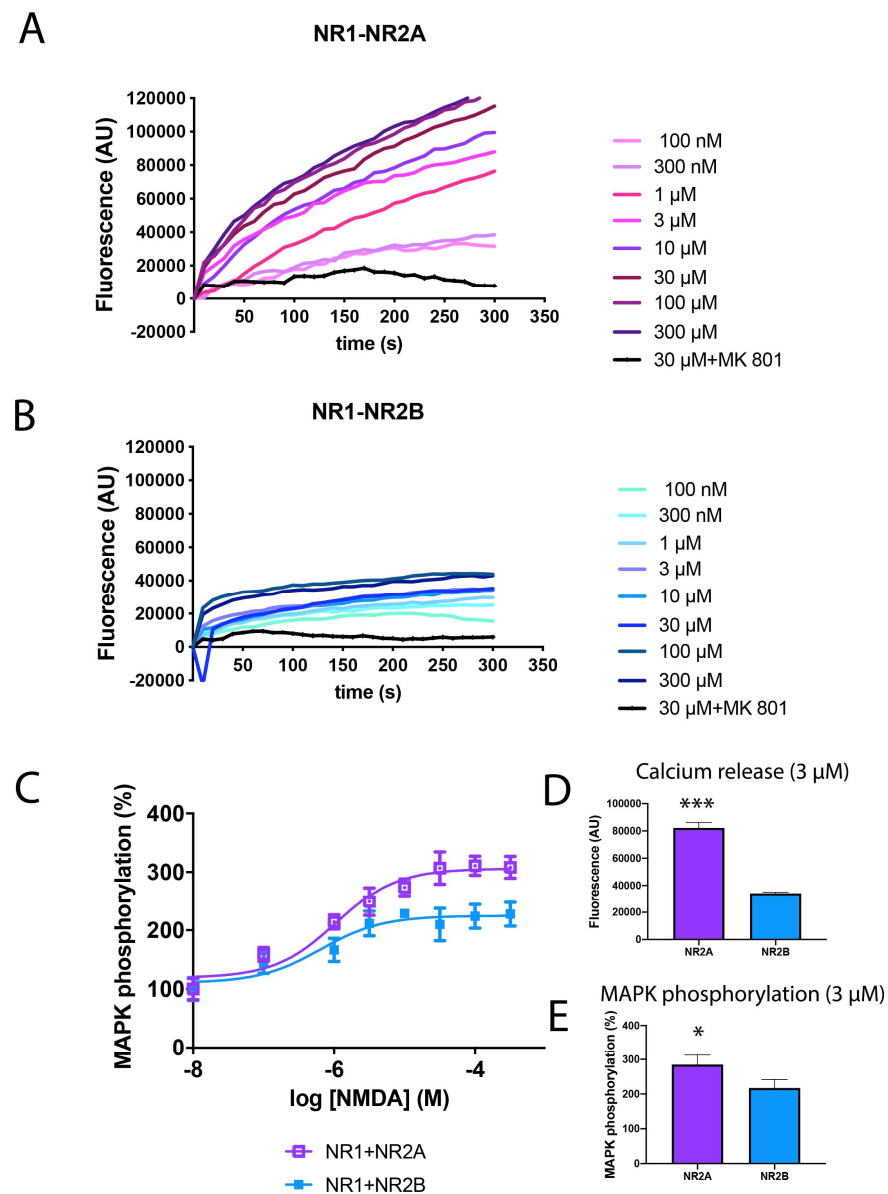 A
NR1-NR2A
Fluorescence (AU)
120000
100000
80000
60000
40000
20000
0
-20000
50 100 150 200 250 300 350
time (s)
100 nM
300 nM
1 µM
3 µM
10 µM
30 µM
100 µM
300 µM
30 µM+MK 801
B
NR1-NR2B
Fluorescence (AU)
120000
100000
80000
60000
40000
20000
0
-20000
50 100 150 200 250 300 350
time (s)
100 nM
300 nM
1 µM
3 µM
10 µM
30 µM
100 µM
300 µM
30 µM+MK 801
C
MAPK phosphorylation (%)
400
300
200
100
0
-8 -6 -4
log [NMDA] (M)
NR1+NR2A
NR1+NR2B
D
Calcium release (3 µM)
Fluorescence (AU)
100000
80000
60000
40000
20000
0
***
NR2A NR2B
E
MAPK phosphorylation (3 µM)
MAPK phosphorylation (%)
400
300
200
100
0
*
NR2A NR2B